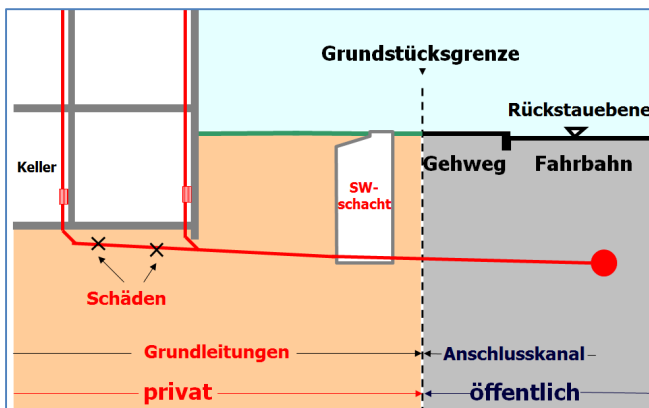 Grundstücksgrenze
Rückstauebene
Keller
SW-
schacht
Gehweg Fahrbahn
Schäden
Grundleitungen Anschlusskanal
privat öffentlich